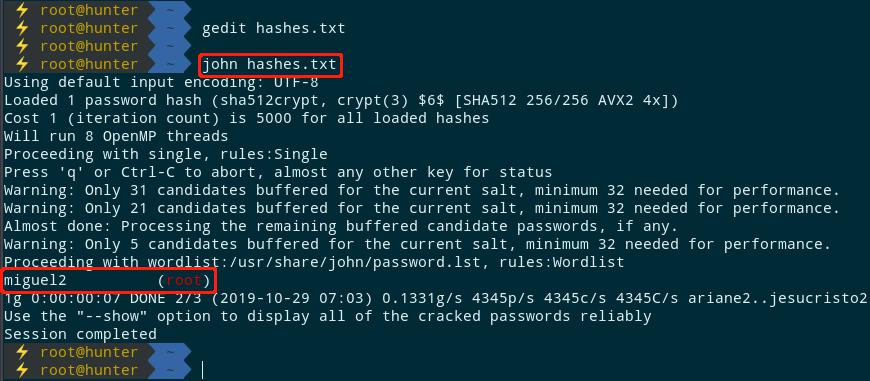 ⚡ root@hunter ~
⚡ root@hunter ~ gedit hashes.txt
⚡ root@hunter ~
⚡ root@hunter ~ john hashes.txt
Using default input encoding: UTF-8
Loaded 1 password hash (sha512crypt, crypt(3) $6$ [SHA512 256/256 AVX2 4x])
Cost 1 (iteration count) is 5000 for all loaded hashes
Will run 8 OpenMP threads
Proceeding with single, rules:Single
Press 'q' or Ctrl-C to abort, almost any other key for status
Warning: Only 31 candidates buffered for the current salt, minimum 32 needed for performance.
Warning: Only 21 candidates buffered for the current salt, minimum 32 needed for performance.
Almost done: Processing the remaining buffered candidate passwords, if any.
Warning: Only 5 candidates buffered for the current salt, minimum 32 needed for performance.
Proceeding with wordlist:/usr/share/john/password.lst, rules:Wordlist
miguel2 (root)
1g 0:00:00:07 DONE 2/3 (2019-10-29 07:03) 0.1331g/s 4345p/s 4345c/s 4345C/s ariane2..jesucristo2
Use the "--show" option to display all of the cracked passwords reliably
Session completed
⚡ root@hunter ~
⚡ root@hunter ~